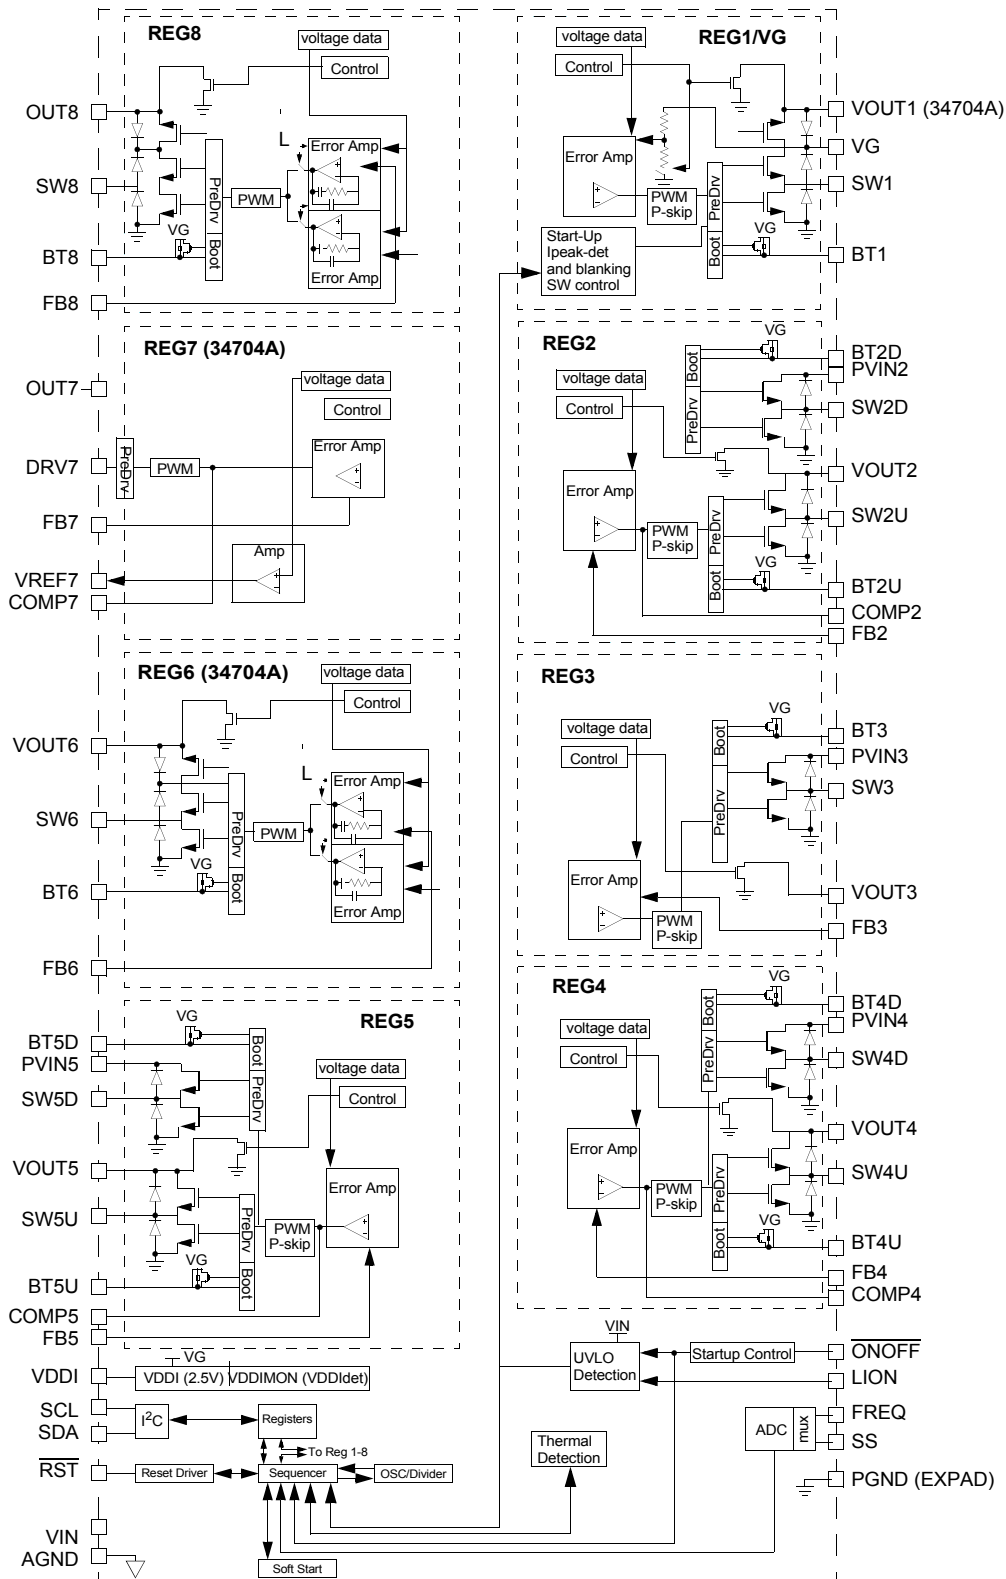 REG8
voltage data
Control
OUT8
SW8
BT8
FB8
L
Error Amp
PreDrv
PWM
VG
Boot
Error Amp
REG7 (34704A)
OUT7
voltage data
Control
DRV7
PreDrv
PWM
Error Amp
FB7
Amp
VREF7
COMP7
REG6 (34704A)
voltage data
Control
VOUT6
SW6
BT6
FB6
L
Error Amp
PreDrv
PWM
VG
Boot
Error Amp
REG5
BT5D
PVIN5
SW5D
VOUT5
SW5U
BT5U
COMP5
FB5
VG
Boot
PreDrv
voltage data
Control
Error Amp
PreDrv
PWM
P-skip
VG
Boot
VDDI
VG
VDDI (2.5V)
VDDIMON (VDDIdet)
SCL
SDA
I2C
Registers
To Reg 1-8
RST
Reset Driver
Sequencer
OSC/Divider
VIN
AGND
Soft Start
voltage data
REG1/VG
Control
VOUT1 (34704A)
VG
SW1
BT1
Error Amp
PWM
P-skip
PreDrv
Start-Up
Ipeak-det
and blanking
SW control
Boot
VG
REG2
VG
BT2D
PVIN2
SW2D
VOUT2
SW2U
BT2U
COMP2
FB2
Boot
PreDrv
voltage data
Control
Error Amp
PWM
P-skip
PreDrv
Boot
VG
REG3
VG
BT3
PVIN3
SW3
VOUT3
FB3
Boot
PreDrv
voltage data
Control
Error Amp
PWM
P-skip
REG4
VG
BT4D
PVIN4
SW4D
VOUT4
SW4U
BT4U
FB4
COMP4
Boot
PreDrv
voltage data
Control
Error Amp
PWM
P-skip
PreDrv
Boot
VG
VIN
UVLO
Detection
Startup Control
ONOFF
LION
ADC
mux
FREQ
SS
Thermal
Detection
PGND (EXPAD)